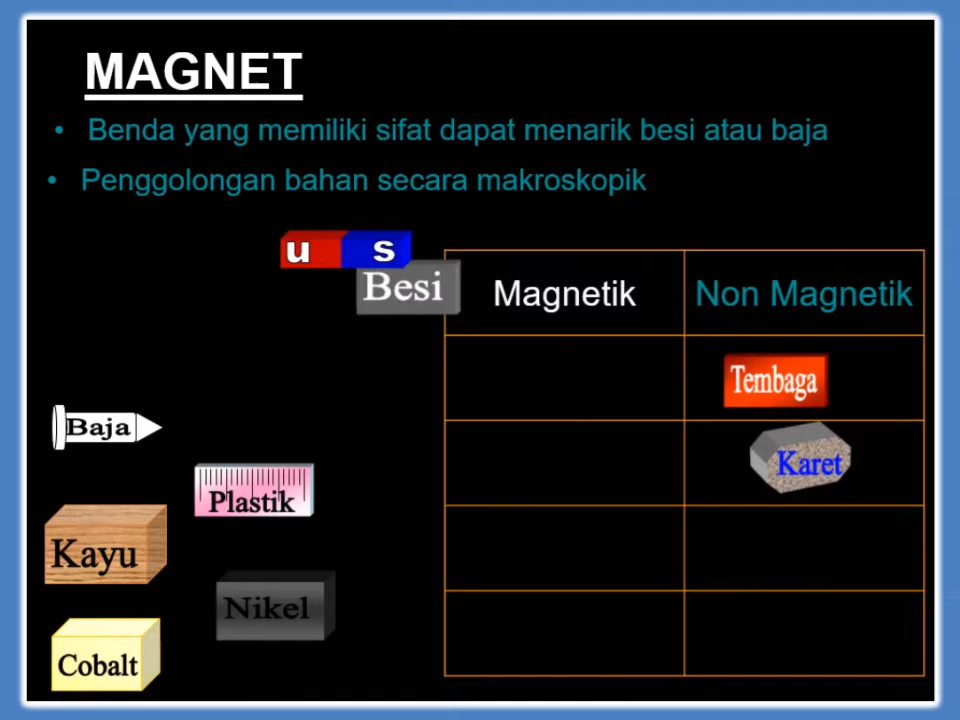 MAGNET
• Benda yang memiliki sifat dapat menarik besi atau baja
• Penggolongan bahan secara makroskopik
u s
Besi
Magnetik Non Magnetik
Tembaga
Baja
Karet
Plastik
Kayu
Nikel
Cobalt